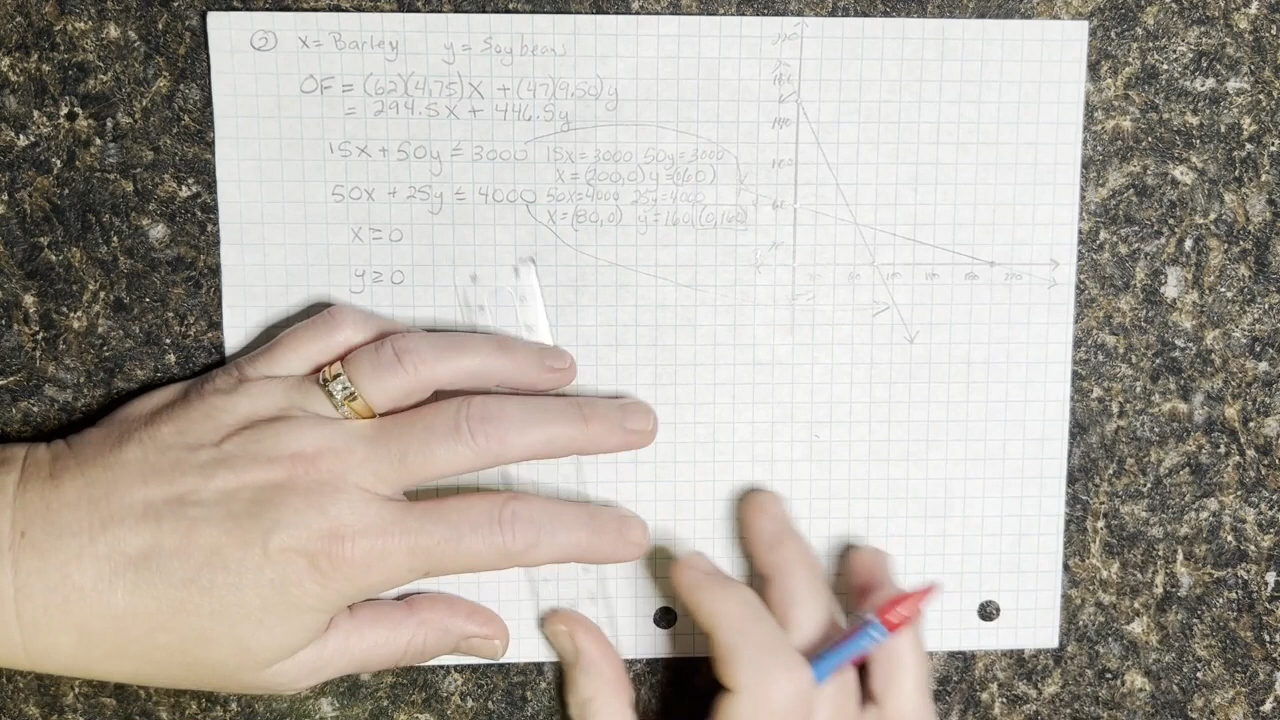 ② x = Barley y = Soybeans
OF = (62)(4.75)x + (47)(9.50)y
= 294.5x + 446.5y
15x + 50y ≤ 3000 15x = 3000 50y = 3000
x = (200,0) y = (0,60)
50x + 25y ≤ 4000 50x = 4000 25y = 4000
x = (80,0) y = 160 (0,160)
x ≥ 0
y ≥ 0
140
100